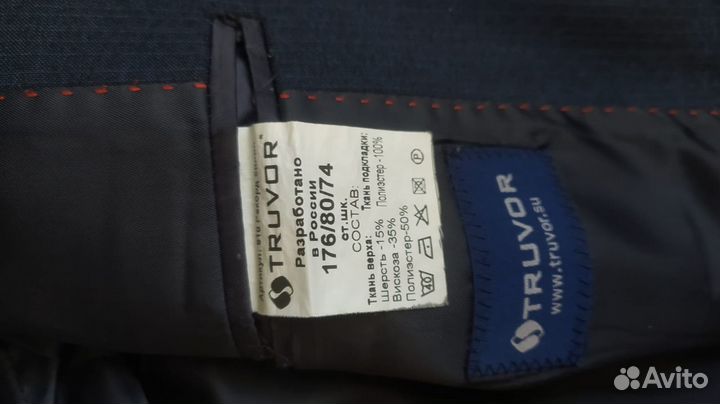 TRUVOR
Разработано
в России
176/80/74
ст.шк.
СОСТАВ:
Ткань верха: Ткань подкладки:
Шерсть -15% Полиэстер -100%
Вискоза -35%
Полиэстер-50%
40
P
TRUVOR
www.truvor.su
Avito